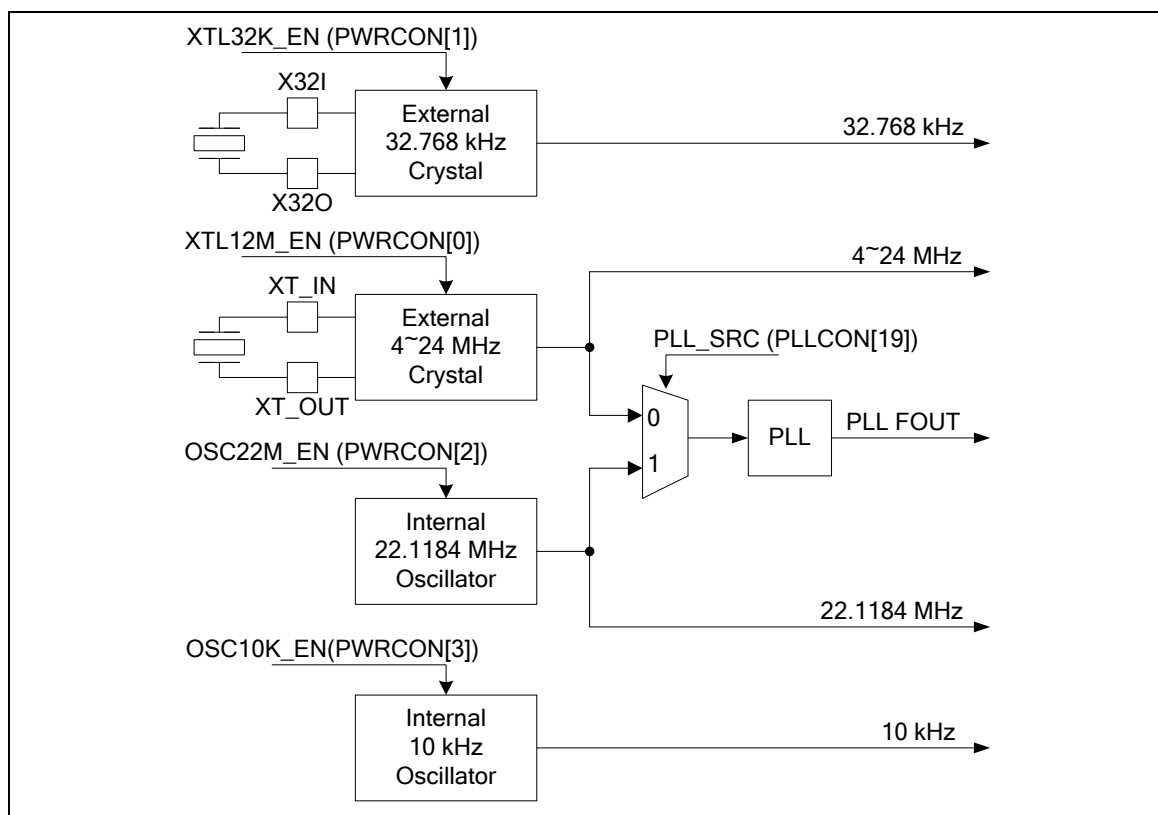 XTL32K_EN (PWRCON[1])
X32I
External
32.768 kHz
Crystal
X32O
32.768 kHz
XTL12M_EN (PWRCON[0])
XT_IN
External
4~24 MHz
Crystal
XT_OUT
4~24 MHz
PLL_SRC (PLLCON[19])
0
1
PLL
PLL FOUT
OSC22M_EN (PWRCON[2])
Internal
22.1184 MHz
Oscillator
22.1184 MHz
OSC10K_EN(PWRCON[3])
Internal
10 kHz
Oscillator
10 kHz